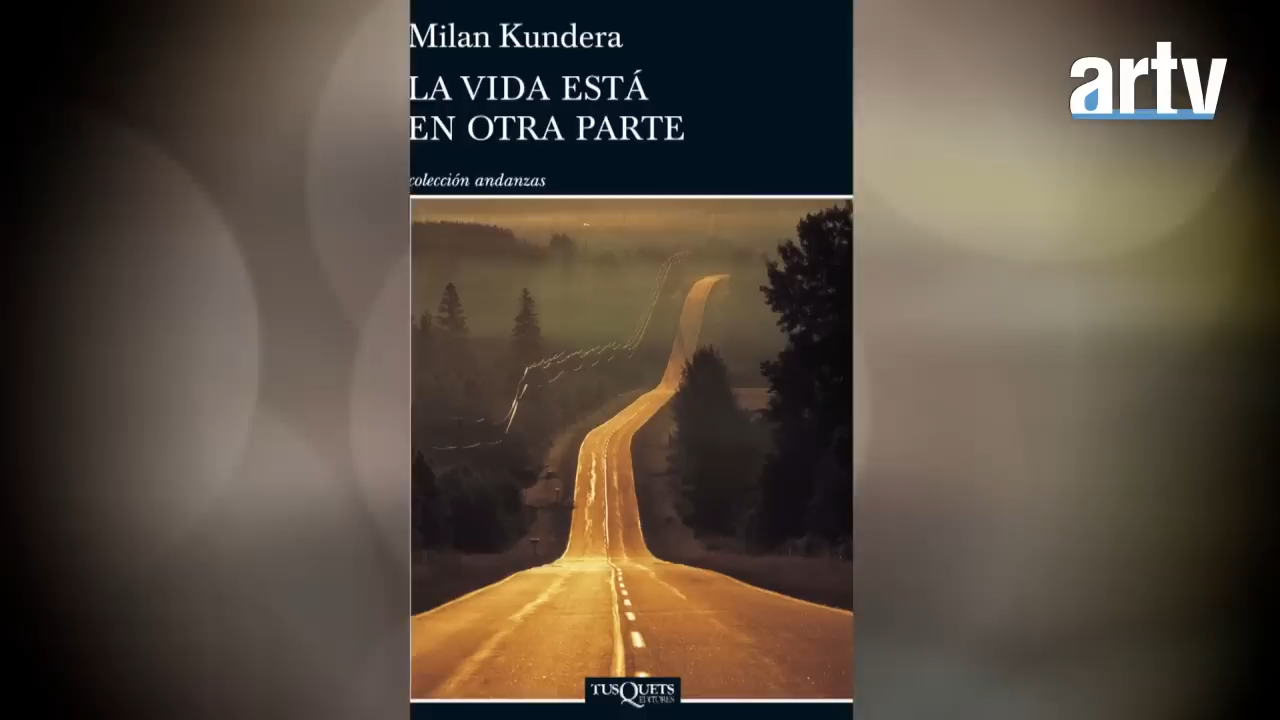 Milan Kundera
LA VIDA ESTÁ
EN OTRA PARTE
colección andanzas
artv
TUSQUETS
EDITORES